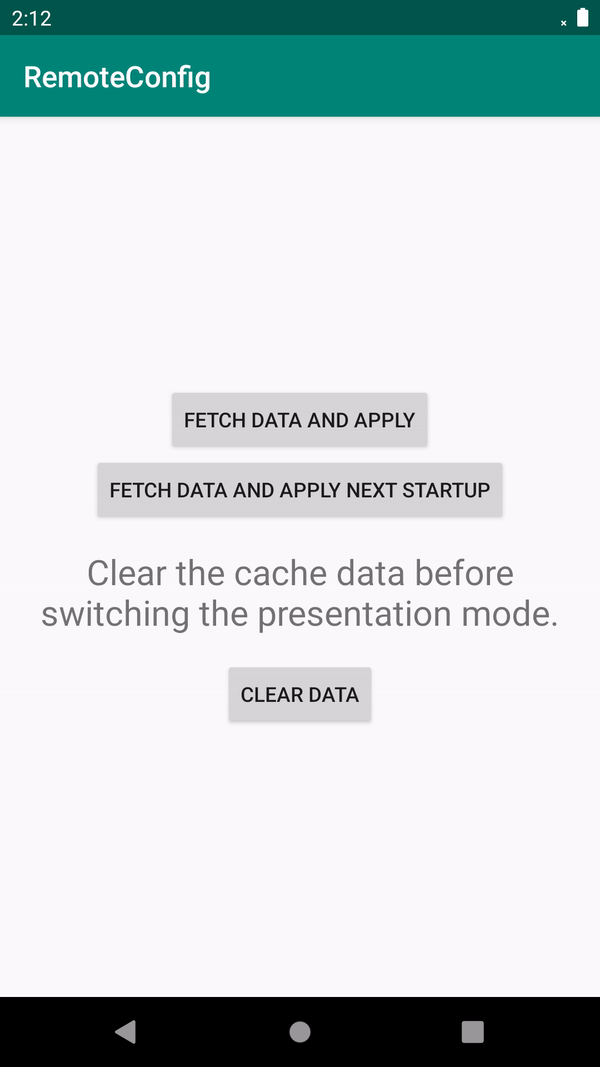 2:12
RemoteConfig
FETCH DATA AND APPLY
FETCH DATA AND APPLY NEXT STARTUP
Clear the cache data before
switching the presentation mode.
CLEAR DATA